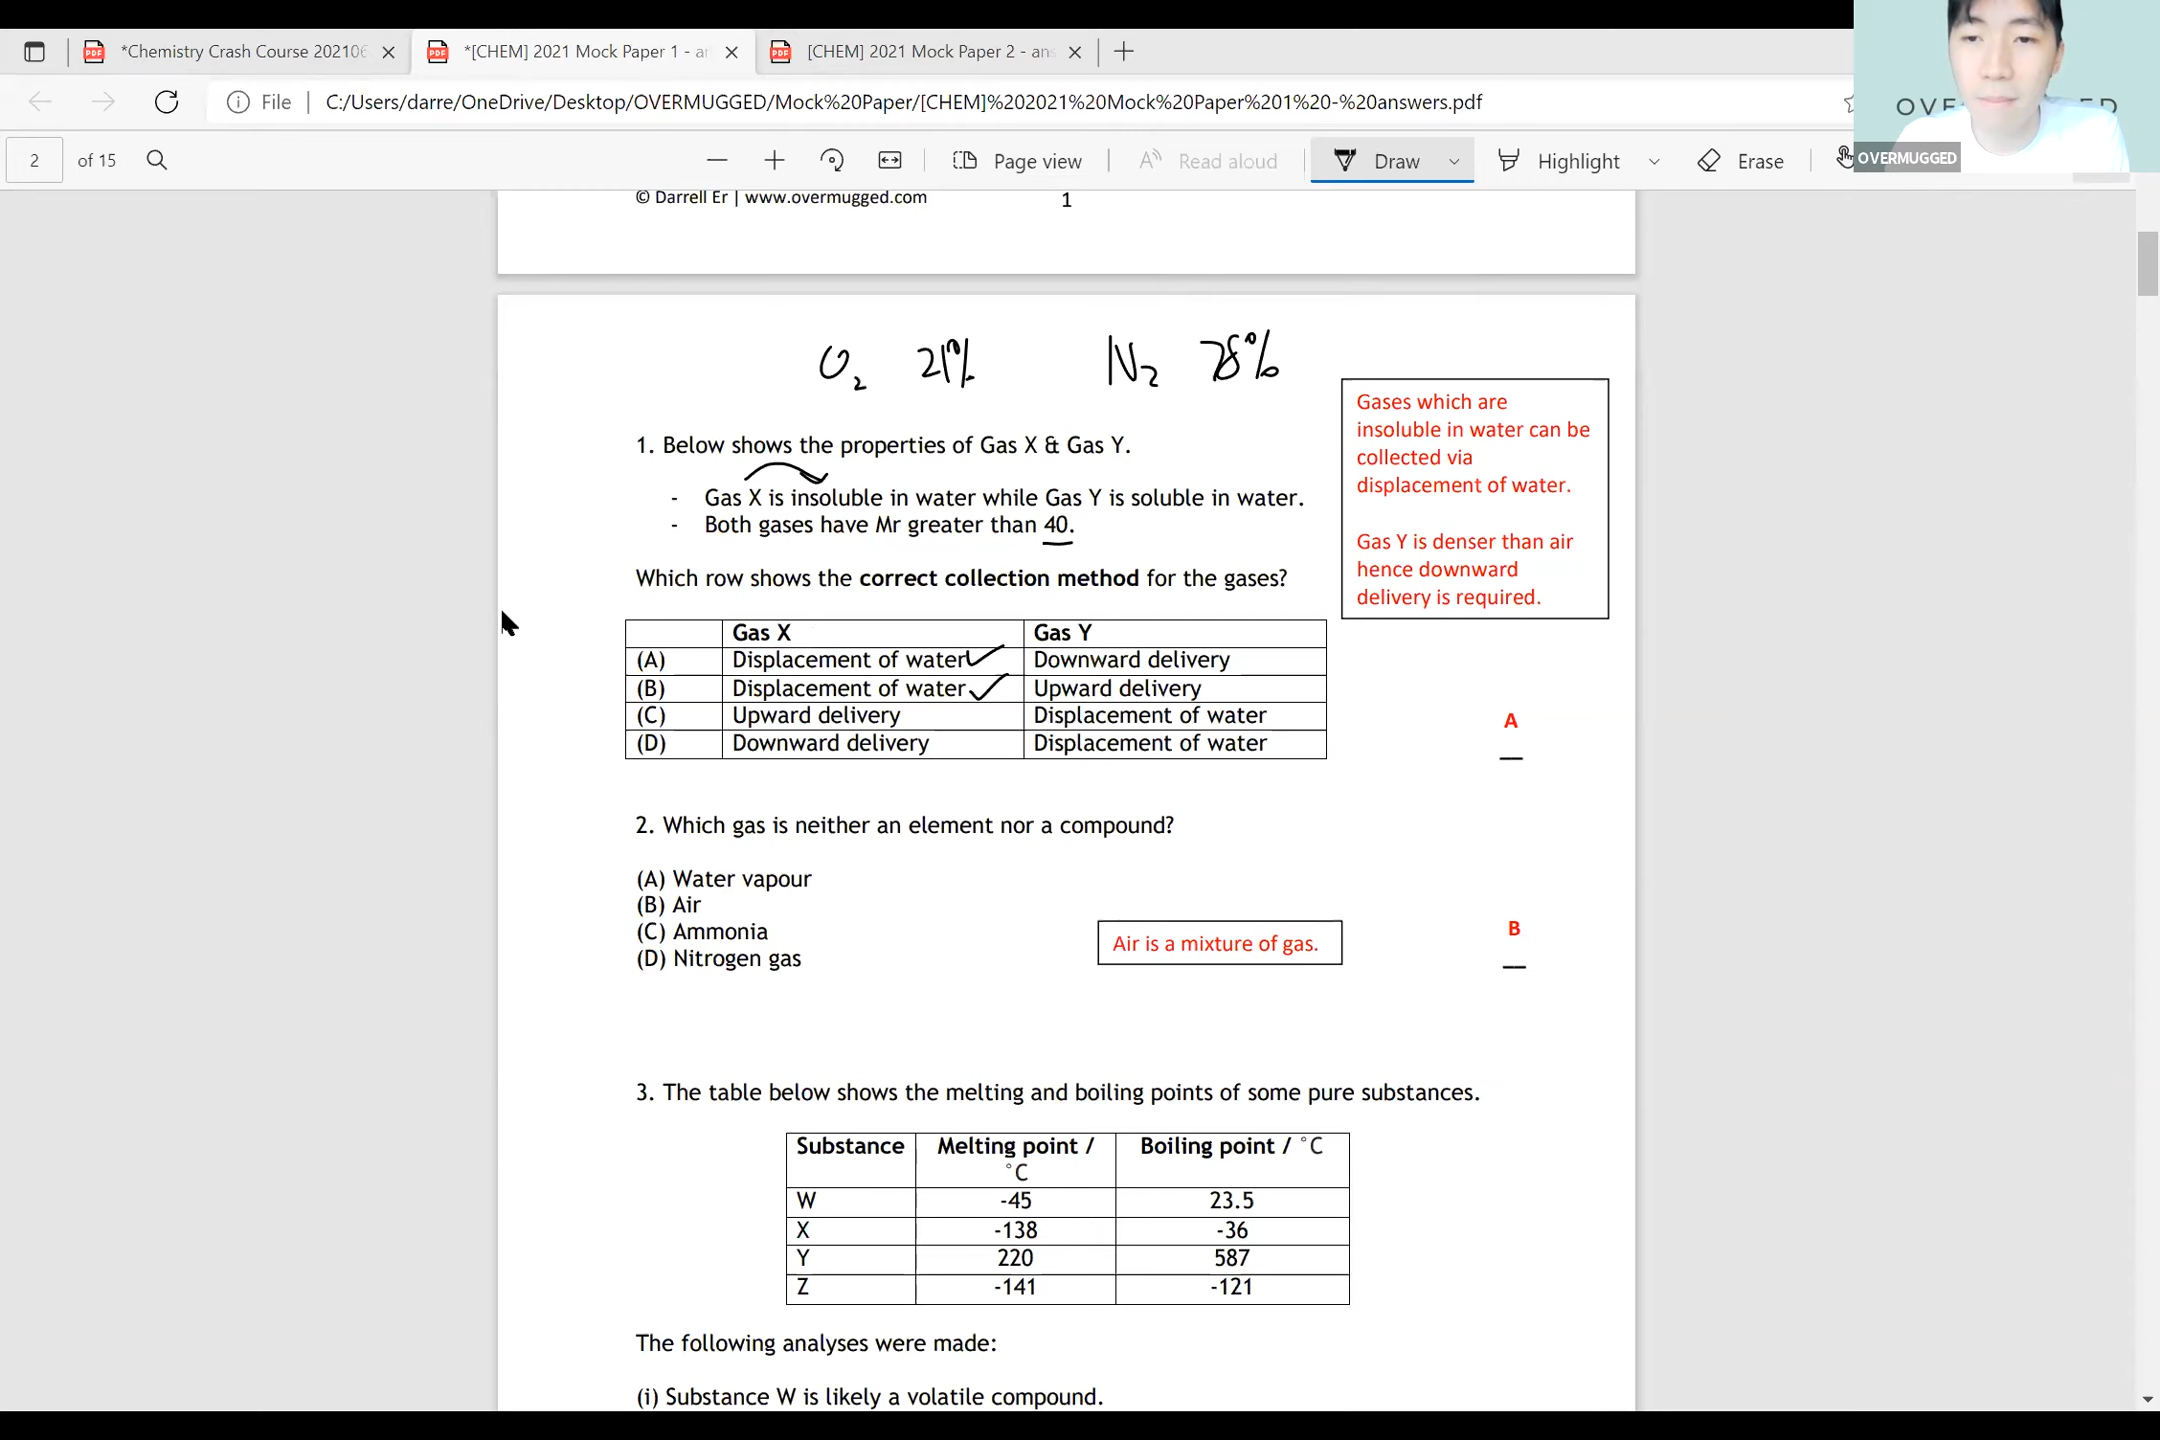 *Chemistry Crash Course 202106
*[CHEM] 2021 Mock Paper 1 - a
[CHEM] 2021 Mock Paper 2 - ans
File
C:/Users/darre/OneDrive/Desktop/OVERMUGGED/Mock%20Paper/[CHEM]%202021%20Mock%20Paper%201%20-%20answers.pdf
OVE
ED
OVERMUGGED
2 of 15
Page view
Read aloud
Draw
Highlight
Erase
© Darrell Er | www.overmugged.com 1
O₂ 21% N₂ 78%
1. Below shows the properties of Gas X & Gas Y.
- Gas X is insoluble in water while Gas Y is soluble in water.
- Both gases have Mr greater than 40.
Which row shows the correct collection method for the gases?
Gases which are
insoluble in water can be
collected via
displacement of water.
Gas Y is denser than air
hence downward
delivery is required.
Gas X Gas Y
(A) Displacement of water Downward delivery
(B) Displacement of water Upward delivery
(C) Upward delivery Displacement of water
(D) Downward delivery Displacement of water
A
2. Which gas is neither an element nor a compound?
(A) Water vapour
(B) Air
(C) Ammonia
(D) Nitrogen gas
Air is a mixture of gas.
B
3. The table below shows the melting and boiling points of some pure substances.
Substance Melting point / °C Boiling point / °C
W -45 23.5
X -138 -36
Y 220 587
Z -141 -121
The following analyses were made:
(i) Substance W is likely a volatile compound.